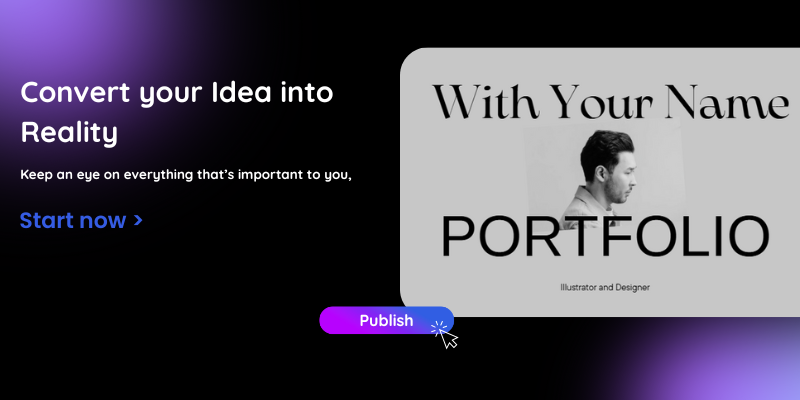 Convert your Idea into
Reality
Keep an eye on everything that's important to you,
Start now >
With Your Name
PORTFOLIO
Illustrator and Designer
Publish